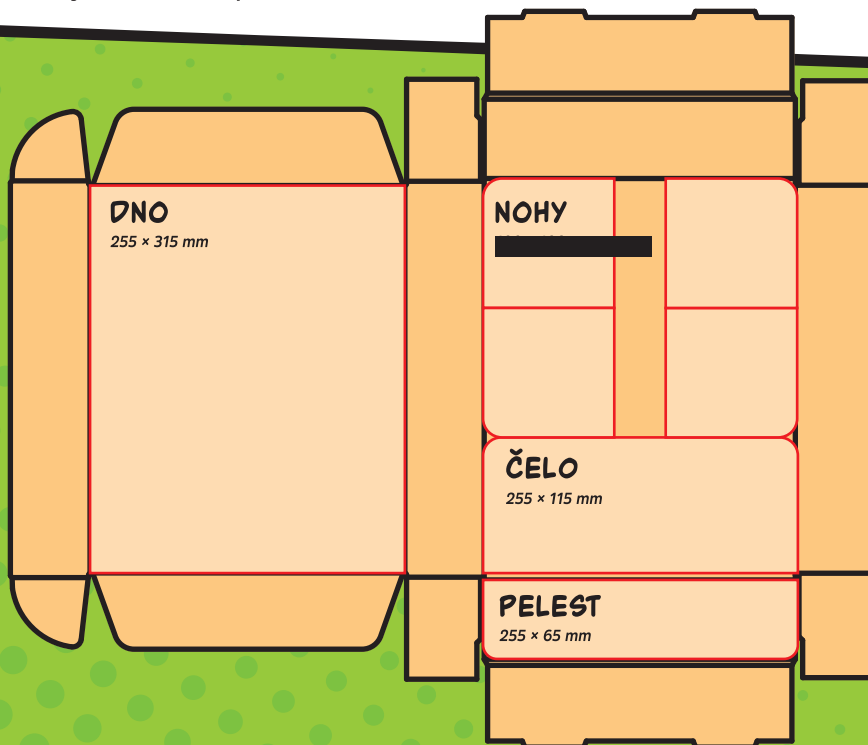 DNO
255 × 315 mm
NOHY
ČELO
255 × 115 mm
PELEST
255 × 65 mm